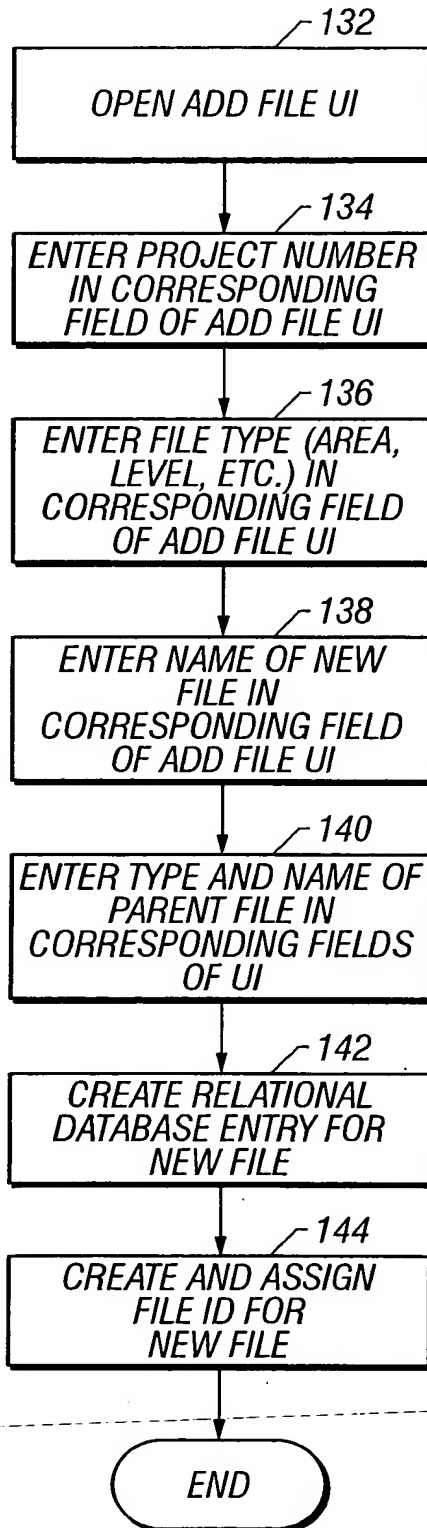 132
OPEN ADD FILE UI
134
ENTER PROJECT NUMBER
IN CORRESPONDING
FIELD OF ADD FILE UI
136
ENTER FILE TYPE (AREA,
LEVEL, ETC.) IN
CORRESPONDING FIELD
OF ADD FILE UI
138
ENTER NAME OF NEW
FILE IN
CORRESPONDING FIELD
OF ADD FILE UI
140
ENTER TYPE AND NAME OF
PARENT FILE IN
CORRESPONDING FIELDS
OF UI
142
CREATE RELATIONAL
DATABASE ENTRY FOR
NEW FILE
144
CREATE AND ASSIGN
FILE ID FOR
NEW FILE
END